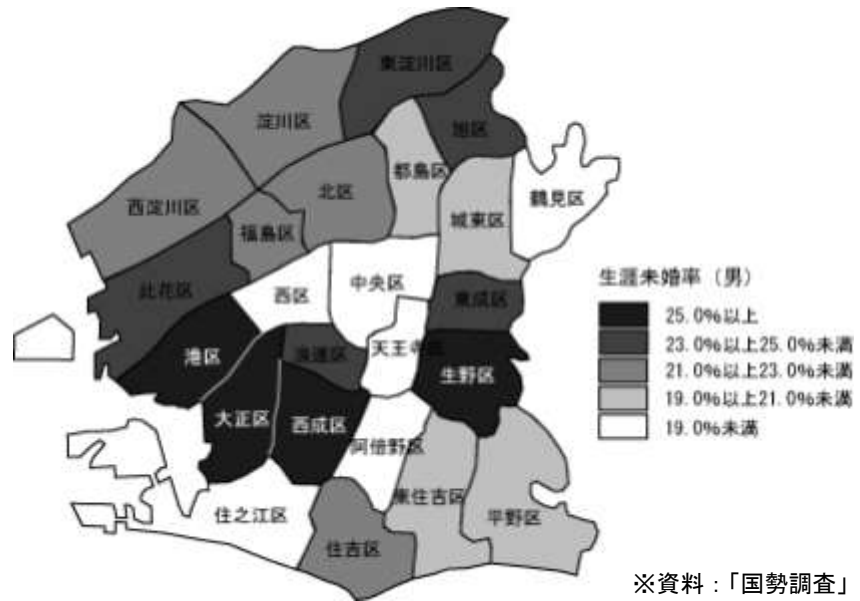 東淀川区
淀川区
旭区
都島区
北区
鶴見区
西淀川区
城東区
福島区
生涯未婚率（男）
中央区
此花区
西区
東成区
25.0%以上
港区
浪速区
天王寺区
23.0%以上25.0%未満
生野区
21.0%以上23.0%未満
大正区
西成区
19.0%以上21.0%未満
阿倍野区
19.0%未満
東住吉区
住之江区
平野区
住吉区
※資料：「国勢調査」